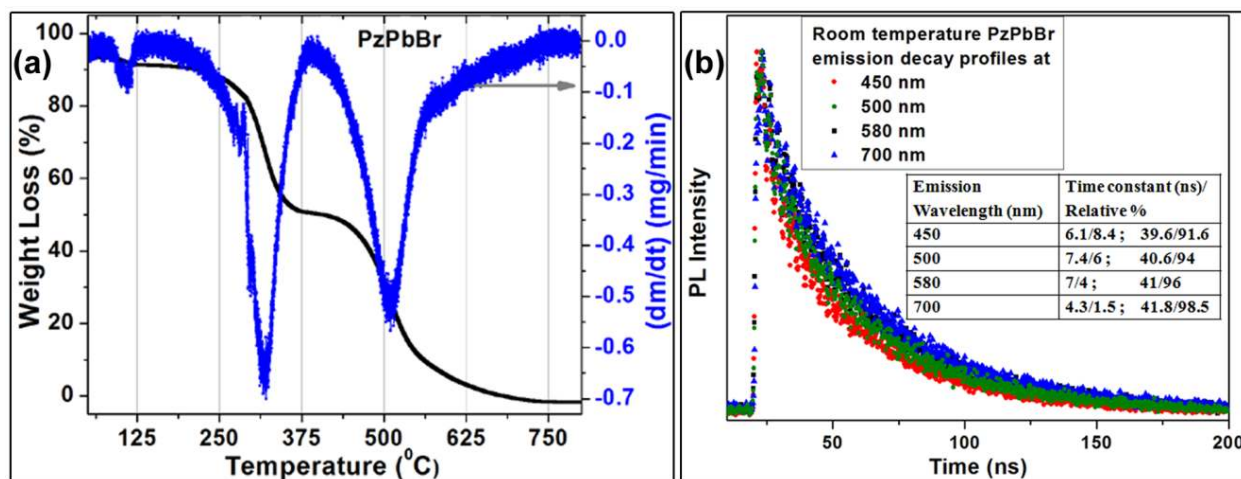 (a)
PzPbBr
Weight Loss (%)
100
80
60
40
20
0
0.0
-0.1
-0.2
-0.3
-0.4
-0.5
-0.6
-0.7
(dm/dt) (mg/min)
125 250 375 500 625 750
Temperature (⁰C)
(b)
Room temperature PzPbBr
emission decay profiles at
450 nm
500 nm
580 nm
700 nm
Emission Time constant (ns)/
Wavelength (nm) Relative %
450 6.1/8.4 ; 39.6/91.6
500 7.4/6 ; 40.6/94
580 7/4 ; 41/96
700 4.3/1.5 ; 41.8/98.5
PL Intensity
50 100 150 200
Time (ns)